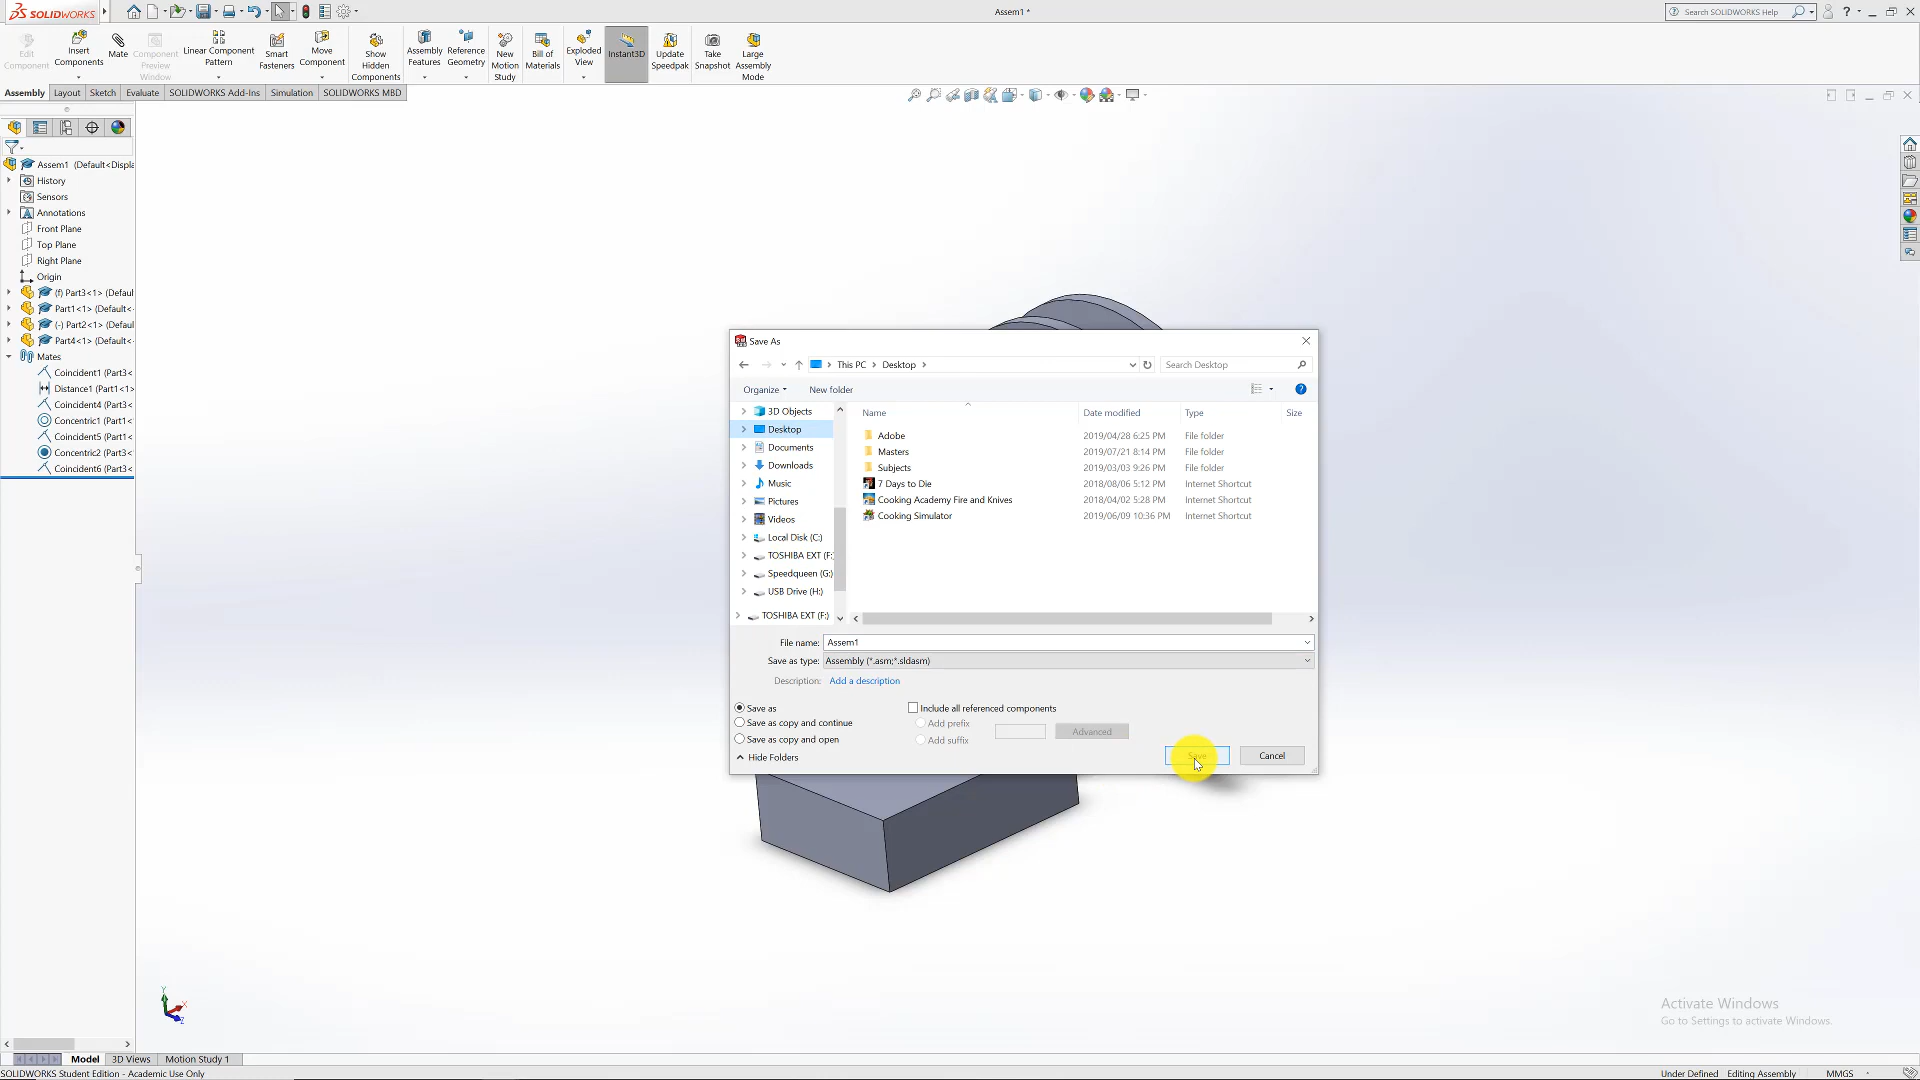 SOLIDWORKS
Assem1 *
Search SOLIDWORKS Help
?
Edit Component
Insert Components
Mate
Component Preview Window
Linear Component Pattern
Smart Fasteners
Move Component
Show Hidden Components
Assembly Features
Reference Geometry
New Motion Study
Bill of Materials
Exploded View
Instant3D
Update Speedpak
Take Snapshot
Large Assembly Mode
Assembly
Layout
Sketch
Evaluate
SOLIDWORKS Add-Ins
Simulation
SOLIDWORKS MBD
Assem1 (Default<Displa
History
Sensors
Annotations
Front Plane
Top Plane
Right Plane
Origin
(f) Part3<1> (Defaul
Part1<1> (Default<
(-) Part2<1> (Defaul
Part4<1> (Default<
Mates
Coincident1 (Part3<
Distance1 (Part1<1>
Coincident4 (Part3<
Concentric1 (Part1<
Coincident5 (Part1<
Concentric2 (Part3<
Coincident6 (Part3<
Save As
This PC > Desktop >
Search Desktop
Organize
New folder
?
3D Objects
Desktop
Documents
Downloads
Music
Pictures
Videos
Local Disk (C:)
TOSHIBA EXT (F:
Speedqueen (G:)
USB Drive (H:)
TOSHIBA EXT (F:)
Name Date modified Type Size
Adobe 2019/04/28 6:25 PM File folder
Masters 2019/07/21 8:14 PM File folder
Subjects 2019/03/03 9:26 PM File folder
7 Days to Die 2018/08/06 5:12 PM Internet Shortcut
Cooking Academy Fire and Knives 2018/04/02 5:28 PM Internet Shortcut
Cooking Simulator 2019/06/09 10:36 PM Internet Shortcut
File name: Assem1
Save as type: Assembly (*.asm;*.sldasm)
Description: Add a description
Save as
Save as copy and continue
Save as copy and open
Include all referenced components
Add prefix
Add suffix
Advanced
Hide Folders
Save
Cancel
Y
X
Z
Activate Windows
Go to Settings to activate Windows.
Model
3D Views
Motion Study 1
SOLIDWORKS Student Edition - Academic Use Only
Under Defined
Editing Assembly
MMGS